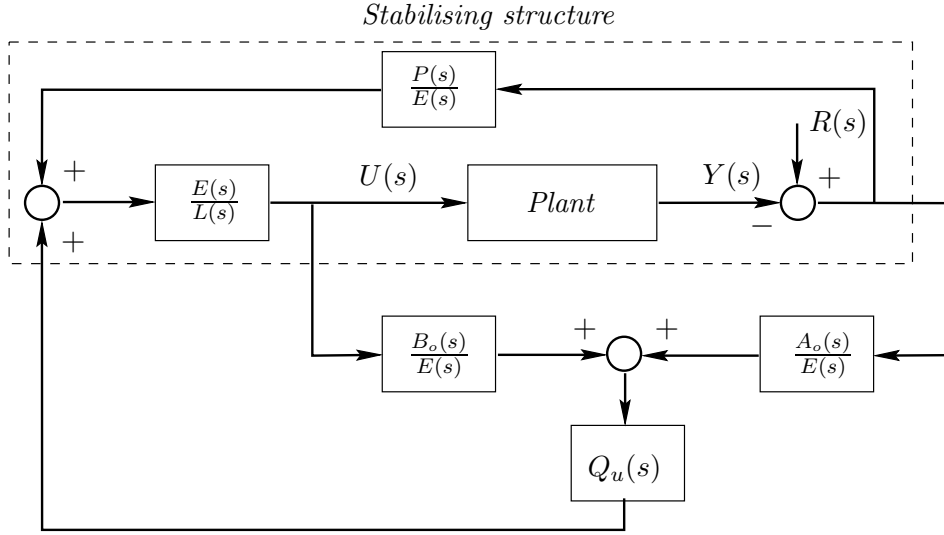 Stabilising structure
P(s)
E(s)
R(s)
+
E(s)
L(s)
U(s)
Plant
Y(s)
+
+
−
B_o(s)
E(s)
+
+
A_o(s)
E(s)
Q_u(s)